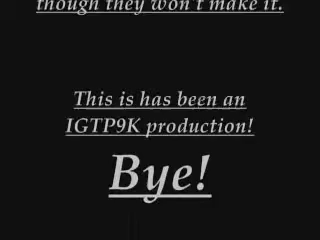 though they won't make it.
This is has been an
IGTP9K production!
Bye!